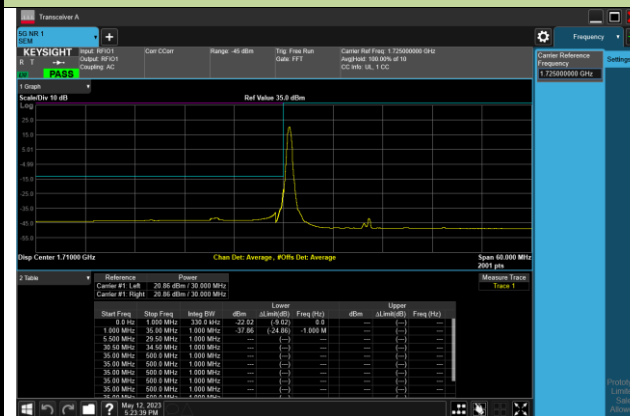 Transceiver A
5G NR 1
SEM
Frequency
KEYSIGHT
R T
PASS
Input: RFIO1
Output: RFIO1
Coupling: AC
Corr CCorr
Range: -45 dBm
Trig: Free Run
Gate: FFT
Carrier Ref Freq: 1.725000000 GHz
Avg|Hold: 100.00% of 10
CC Info: UL, 1 CC
Carrier Reference
Frequency
1.725000000 GHz
Settings
1 Graph
Scale/Div 10 dB
Ref Value 35.0 dBm
Log
25.0
15.0
5.01
-4.99
-15.0
-25.0
-35.0
-45.0
-55.0
Disp Center 1.71000 GHz
Chan Det: Average, #Offs Det: Average
Span 60.000 MHz
2001 pts
2 Table
Reference Power
Carrier #1 Left 20.86 dBm / 30.000 MHz
Carrier #1 Right 20.86 dBm / 30.000 MHz
Measure Trace
Trace 1
Lower Upper
Start Freq Stop Freq Integ BW dBm ΔLimit(dB) Freq (Hz) dBm ΔLimit(dB) Freq (Hz)
0.0 Hz 1.000 MHz 330.0 kHz -22.02 (-9.02) 0.0 --- (---) ---
1.000 MHz 35.00 MHz 1.000 MHz -37.86 (-24.86) -1.000 M --- (---) ---
5.500 MHz 29.50 MHz 1.000 MHz --- (---) --- --- (---) ---
30.50 MHz 34.50 MHz 1.000 MHz --- (---) --- --- (---) ---
35.00 MHz 500.0 MHz 1.000 MHz --- (---) --- --- (---) ---
35.00 MHz 500.0 MHz 1.000 MHz --- (---) --- --- (---) ---
35.00 MHz 500.0 MHz 1.000 MHz --- (---) --- --- (---) ---
35.00 MHz 500.0 MHz 1.000 MHz --- (---) --- --- (---) ---
35.00 MHz 500.0 MHz 1.000 MHz --- (---) --- --- (---) ---
?
May 12, 2023
5:23:39 PM